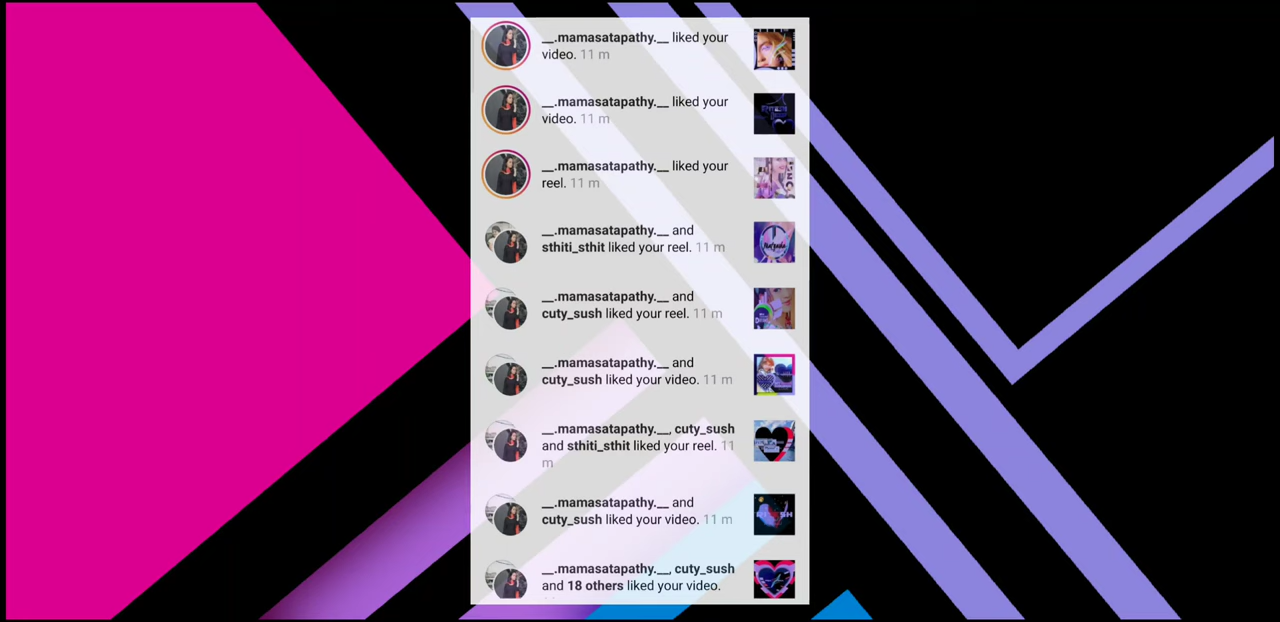 __.mamasatapathy.__ liked your
video. 11 m
__.mamasatapathy.__ liked your
video. 11 m
__.mamasatapathy.__ liked your
reel. 11 m
__.mamasatapathy.__ and
sthiti_sthit liked your reel. 11 m
__.mamasatapathy.__ and
cuty_sush liked your reel. 11 m
__.mamasatapathy.__ and
cuty_sush liked your video. 11 m
__.mamasatapathy.__, cuty_sush
and sthiti_sthit liked your reel. 11
m
__.mamasatapathy.__ and
cuty_sush liked your video. 11 m
__.mamasatapathy.__, cuty_sush
and 18 others liked your video.